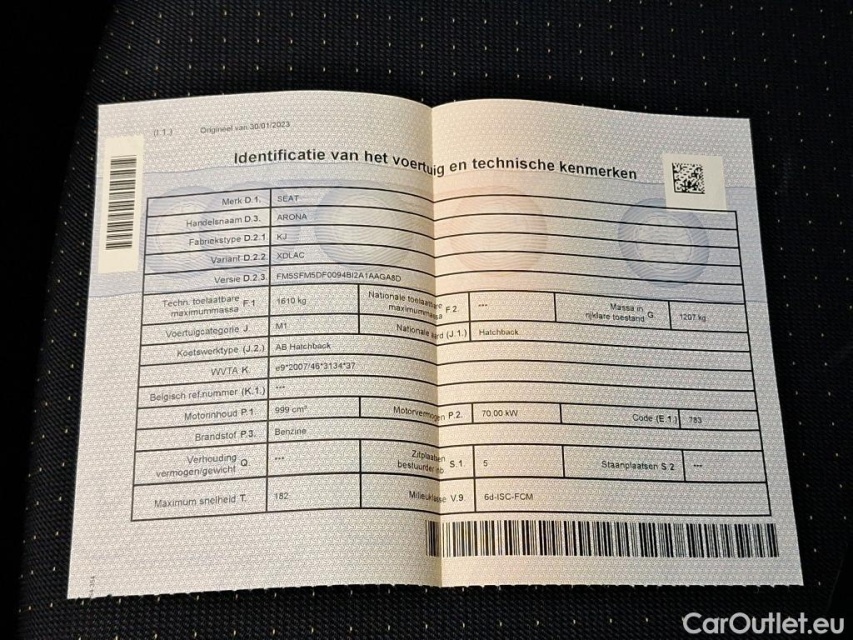 (I.1.) Origineel van 30/01/2023
Identificatie van het voertuig en technische kenmerken
Merk D.1. SEAT
Handelsnaam D.3. ARONA
Fabriekstype D.2.1 KJ
Variant D.2.2. XDLAC
Versie D.2.3. FM5SFM5DF0094BI2A1AAGA8D
Techn. toelaatbare maximummassa F.1 1610 kg Nationale toelaatbare maximummassa F.2. --- Massa in rijklare toestand G. 1207 kg
Voertuigcategorie J. M1 Nationale aard (J.1.) Hatchback
Koetswerktype (J.2.) AB Hatchback
WVTA K. e9*2007/46*3134*37
Belgisch ref.nummer (K.1.) ---
Motorinhoud P.1. 999 cm³ Motorvermogen P.2. 70.00 kW Code (E.1.) 783
Brandstof P.3. Benzine
Verhouding vermogen/gewicht Q. --- Zitplaatsen S.1. 5 Staanplaatsen S.2 ---
bestuurder
Maximum snelheid T. 182 Milieuklasse V.9. 6d-ISC-FCM
CarOutlet.eu